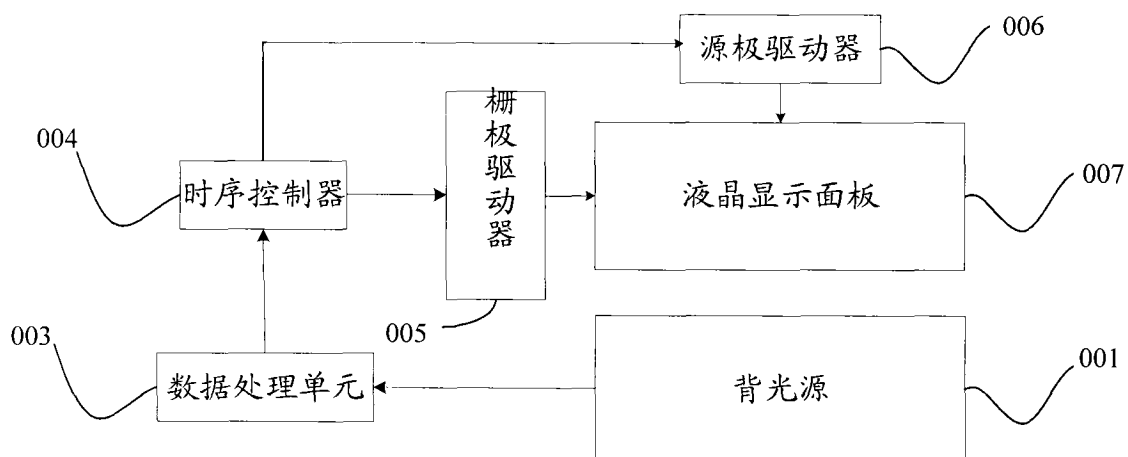 源极驱动器
006
栅极驱动器
004
时序控制器
液晶显示面板
007
005
003
数据处理单元
背光源
001